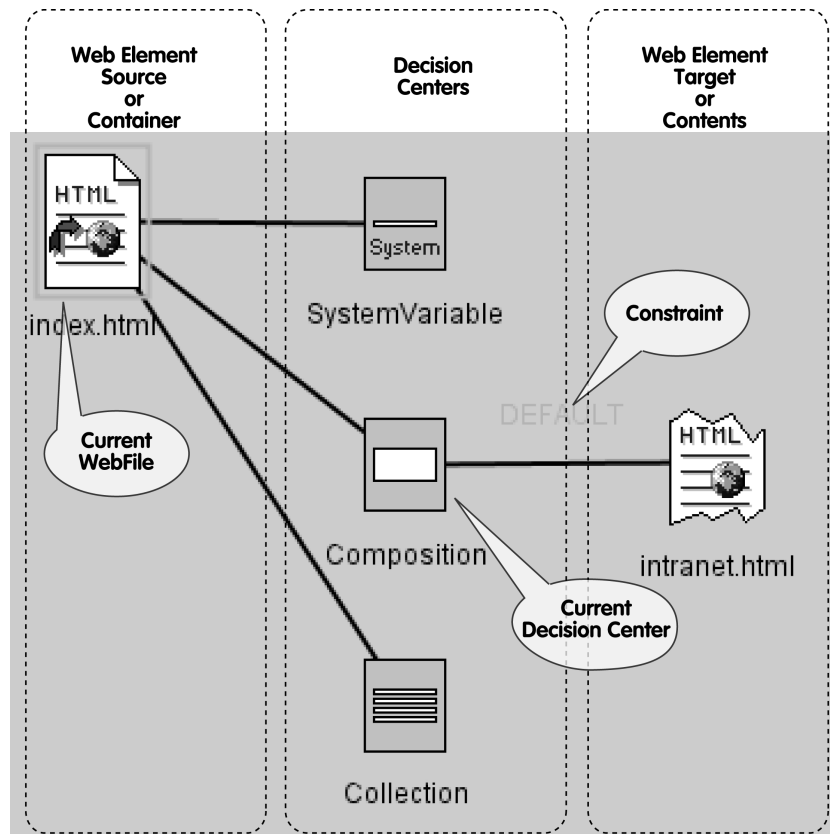 Web Element
Source
or
Container
Decision
Centers
Web Element
Target
or
Contents
HTML
index.html
System
SystemVariable
Constraint
DEFAULT
Current
WebFile
HTML
Composition
intranet.html
Current
Decision Center
Collection